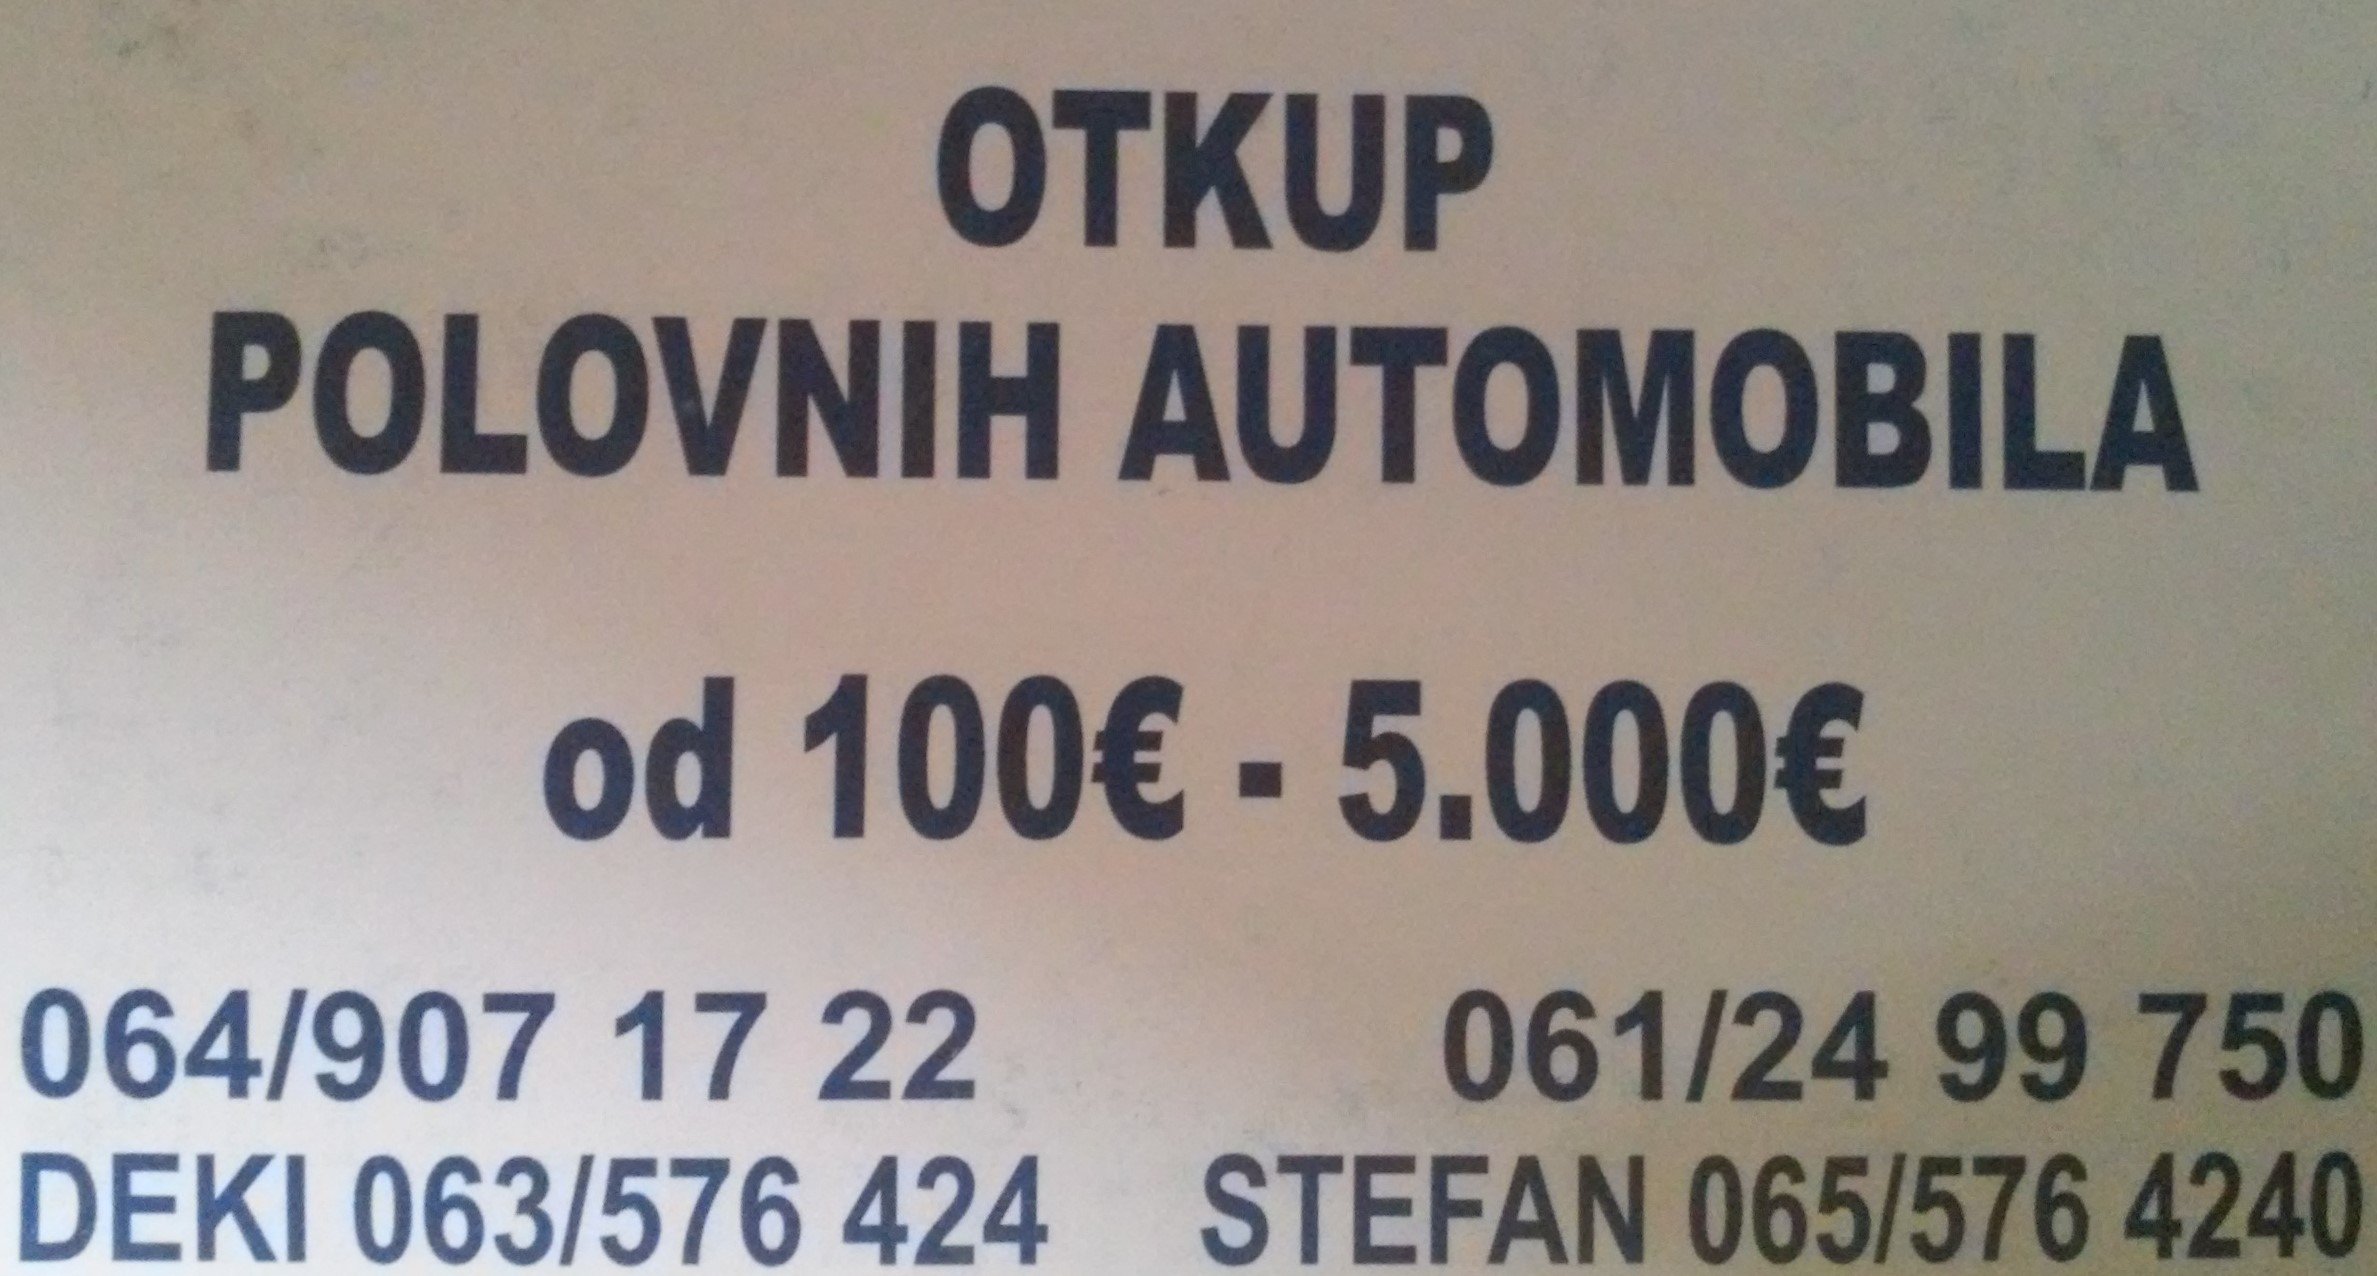 OTKUP
POLOVNIH AUTOMOBILA
od 100€ - 5.000€
064/907 17 22 061/24 99 750
DEKI 063/576 424 STEFAN 065/576 4240